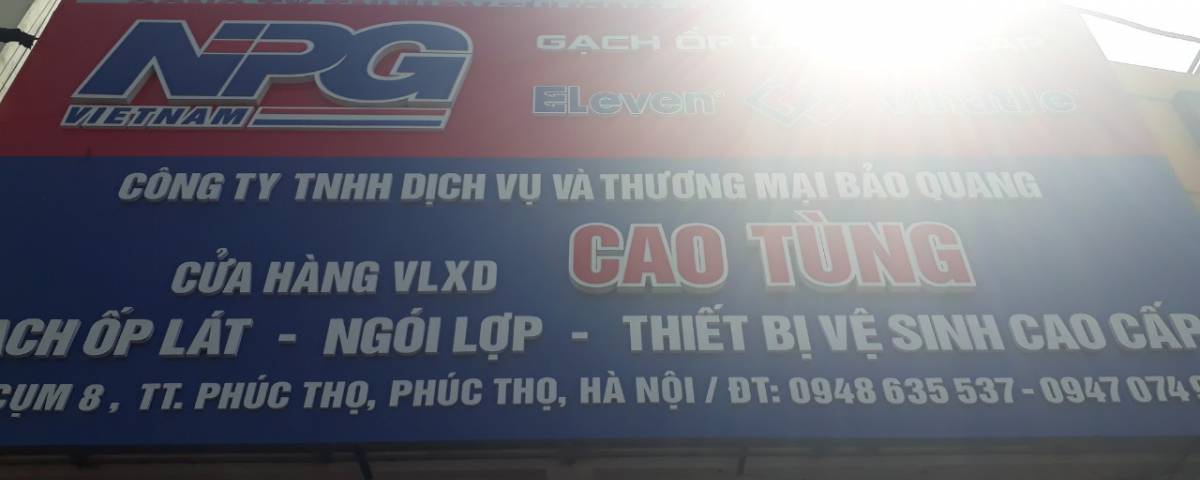 NPG
VIETNAM
GẠCH ỐP
ELeven
CÔNG TY TNHH DỊCH VỤ VÀ THƯƠNG MẠI BẢO QUANG
CỬA HÀNG VLXD CAO TÙNG
ẠCH ỐP LÁT - NGÓI LỢP - THIẾT BỊ VỆ SINH CAO CẤP
CỤM 8, TT. PHÚC THỌ, PHÚC THỌ, HÀ NỘI / ĐT: 0948 635 537 - 0947 074